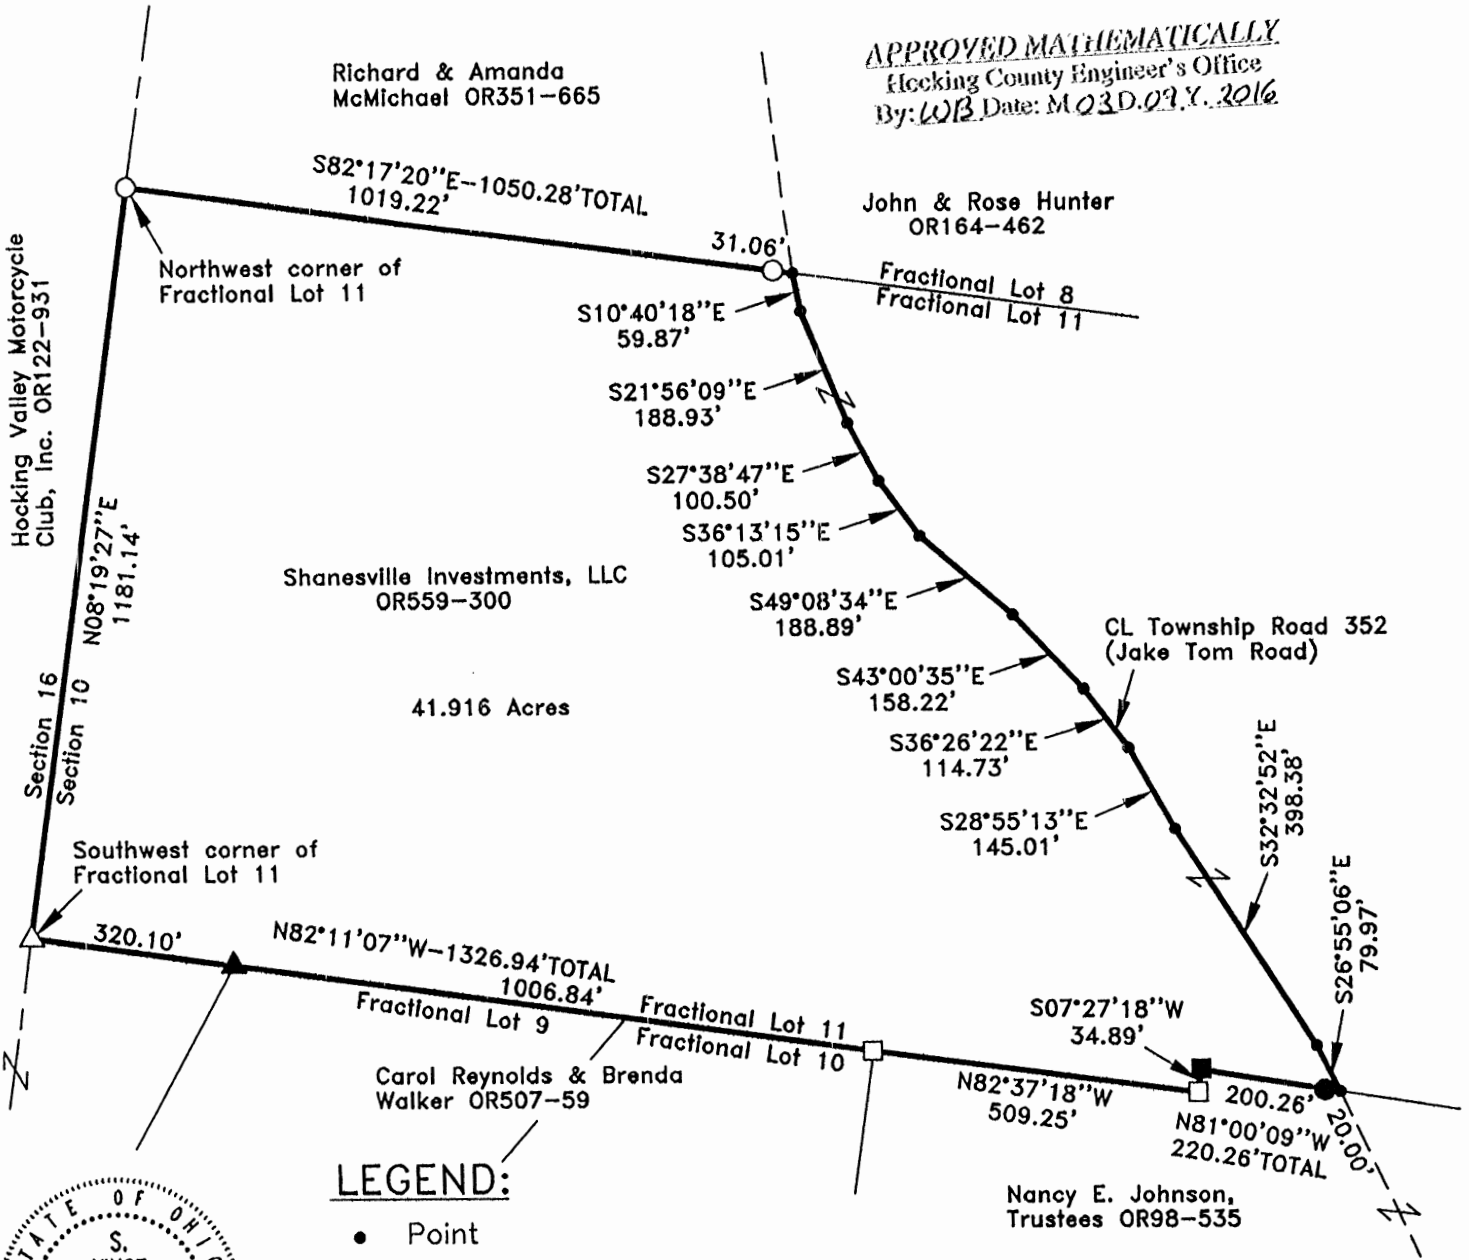 APPROVED MATHEMATICALLY
Hocking County Engineer's Office
By: WB Date: M 03 D. 09 Y. 2016
Richard & Amanda
McMichael OR351-665
S82°17'20"E-1050.28'TOTAL
1019.22'
31.06'
John & Rose Hunter
OR164-462
Northwest corner of
Fractional Lot 11
Fractional Lot 8
Fractional Lot 11
Hocking Valley Motorcycle
Club, Inc. OR122-931
S10°40'18"E
59.87'
S21°56'09"E
188.93'
S27°38'47"E
100.50'
S36°13'15"E
105.01'
N08°19'27"E
1181.14'
Shanesville Investments, LLC
OR559-300
S49°08'34"E
188.89'
CL Township Road 352
(Jake Tom Road)
S43°00'35"E
158.22'
41.916 Acres
Section 16
Section 10
S36°26'22"E
114.73'
S28°55'13"E
145.01'
S32°32'52"E
398.38'
S26°55'06"E
79.97'
Southwest corner of
Fractional Lot 11
320.10'
N82°11'07"W-1326.94'TOTAL
1006.84'
Fractional Lot 9
Fractional Lot 11
Fractional Lot 10
S07°27'18"W
34.89'
Carol Reynolds & Brenda
Walker OR507-59
N82°37'18"W
509.25'
200.26'
20.00'
N81°00'09"W
220.26'TOTAL
Nancy E. Johnson,
Trustees OR98-535
LEGEND:
Point
STATE OF OHIO
S.